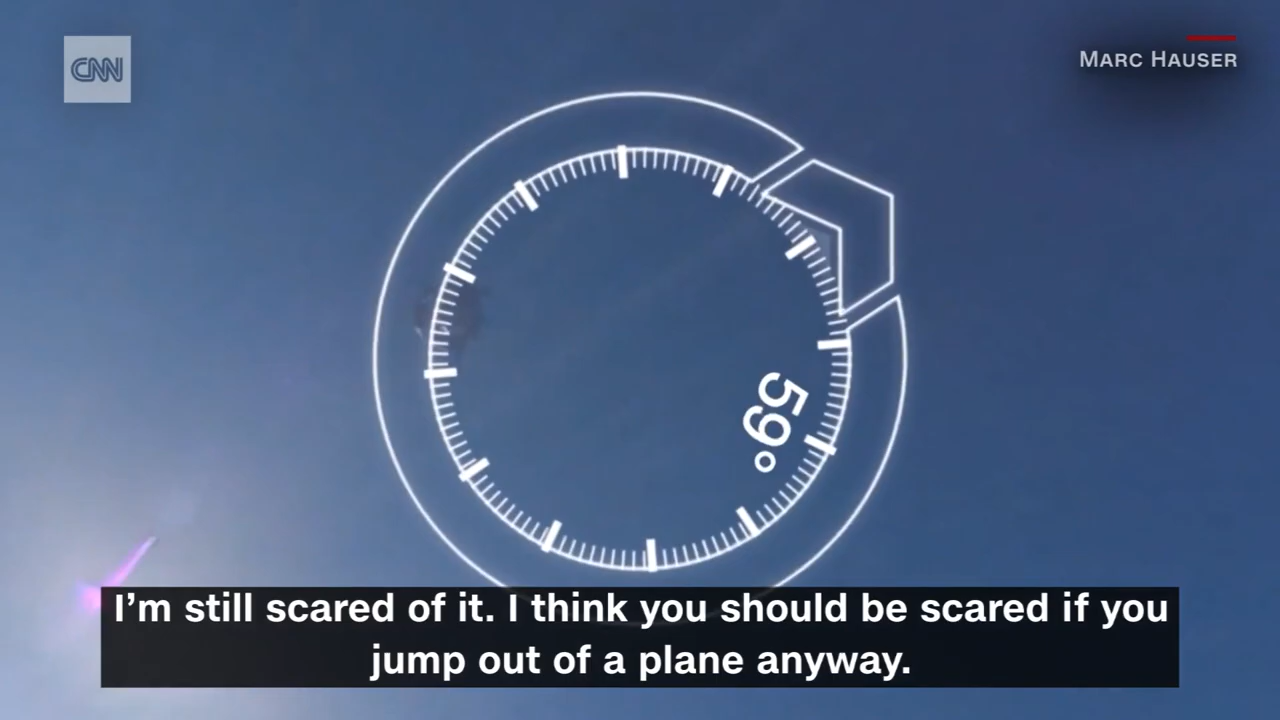 CNN
MARC HAUSER
59°
I'm still scared of it. I think you should be scared if you
jump out of a plane anyway.